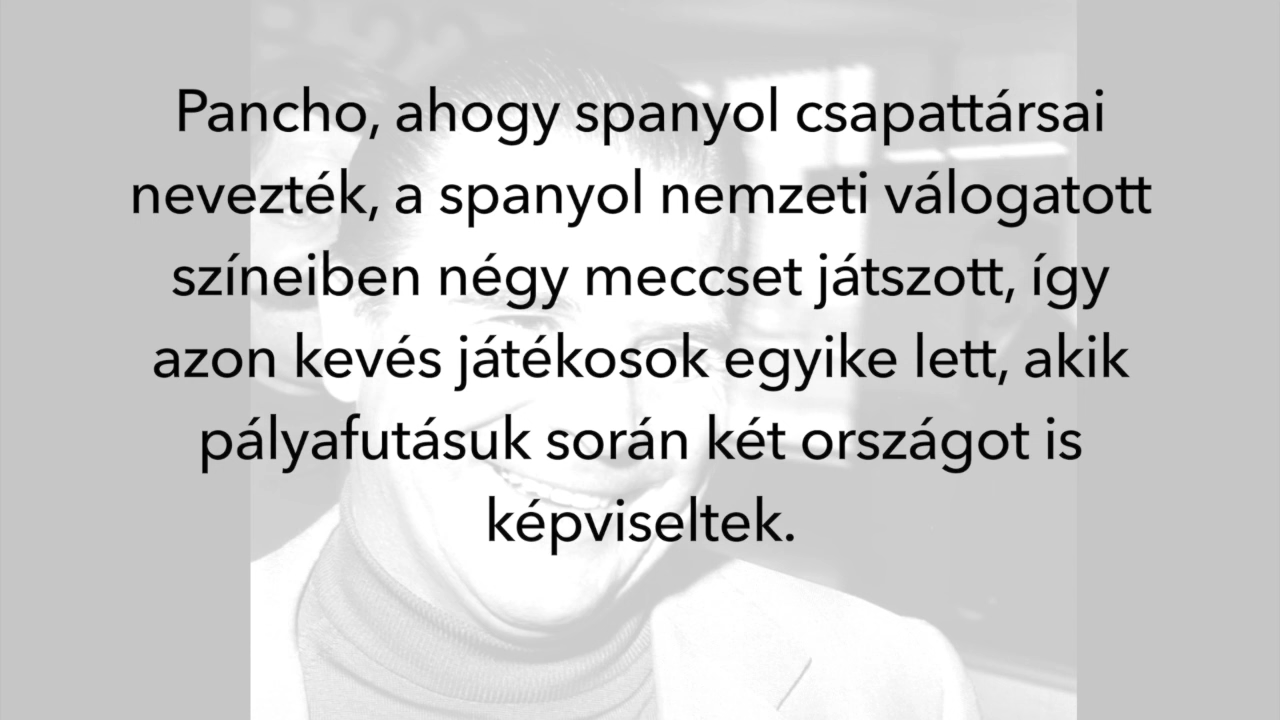 Pancho, ahogy spanyol csapattársai
nevezték, a spanyol nemzeti válogatott
színeiben négy meccset játszott, így
azon kevés játékosok egyike lett, akik
pályafutásuk során két országot is
képviseltek.